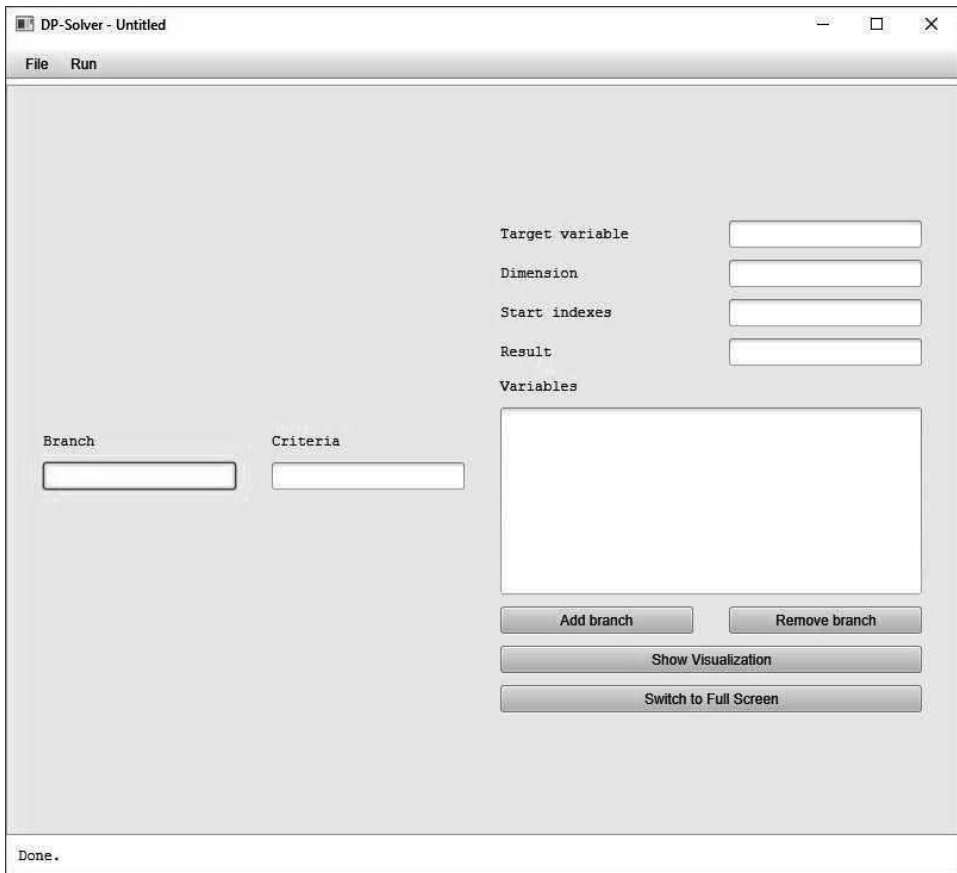 DP-Solver - Untitled
File Run
Target variable
Dimension
Start indexes
Result
Variables
Branch Criteria
Add branch Remove branch
Show Visualization
Switch to Full Screen
Done.